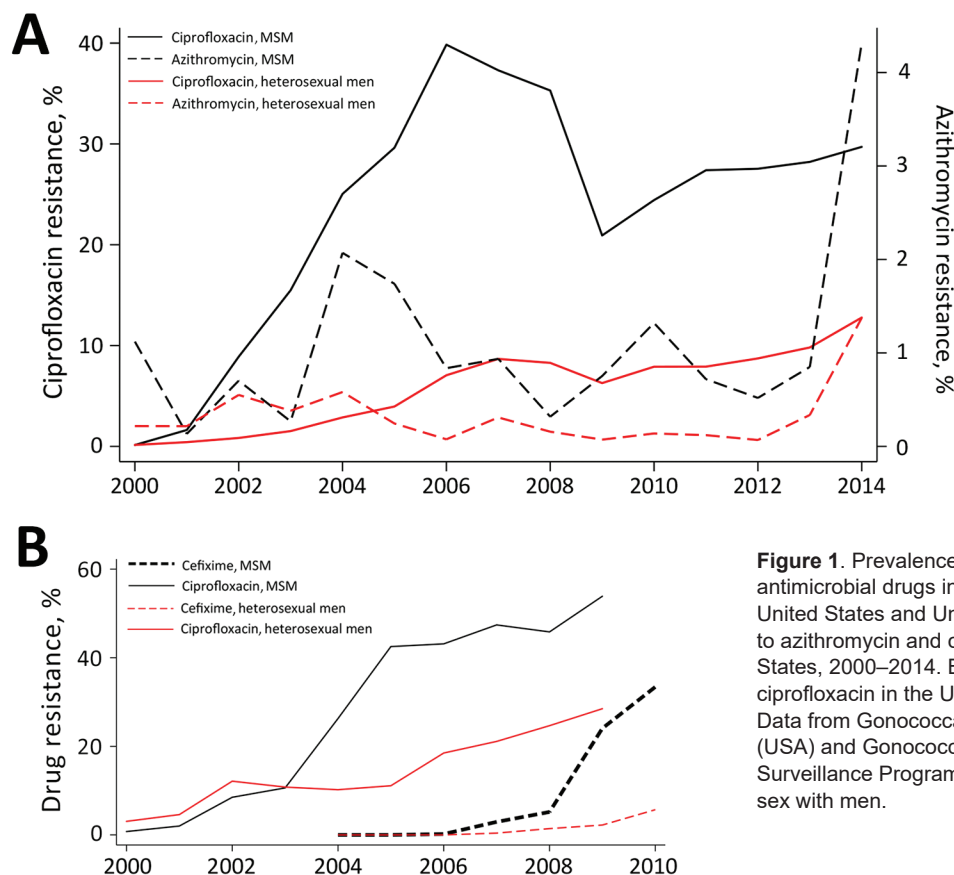 A
Ciprofloxacin, MSM
Azithromycin, MSM
Ciprofloxacin, heterosexual men
Azithromycin, heterosexual men
Ciprofloxacin resistance, %
40
30
20
10
0
Azithromycin resistance, %
4
3
2
1
0
2000 2002 2004 2006 2008 2010 2012 2014
B
Cefixime, MSM
Ciprofloxacin, MSM
Cefixime, heterosexual men
Ciprofloxacin, heterosexual men
Drug resistance, %
60
40
20
0
2000 2002 2004 2006 2008 2010
Figure 1. Prevalence
antimicrobial drugs in
United States and Un
to azithromycin and c
States, 2000–2014. B
ciprofloxacin in the U
Data from Gonococca
(USA) and Gonococ
Surveillance Program
sex with men.